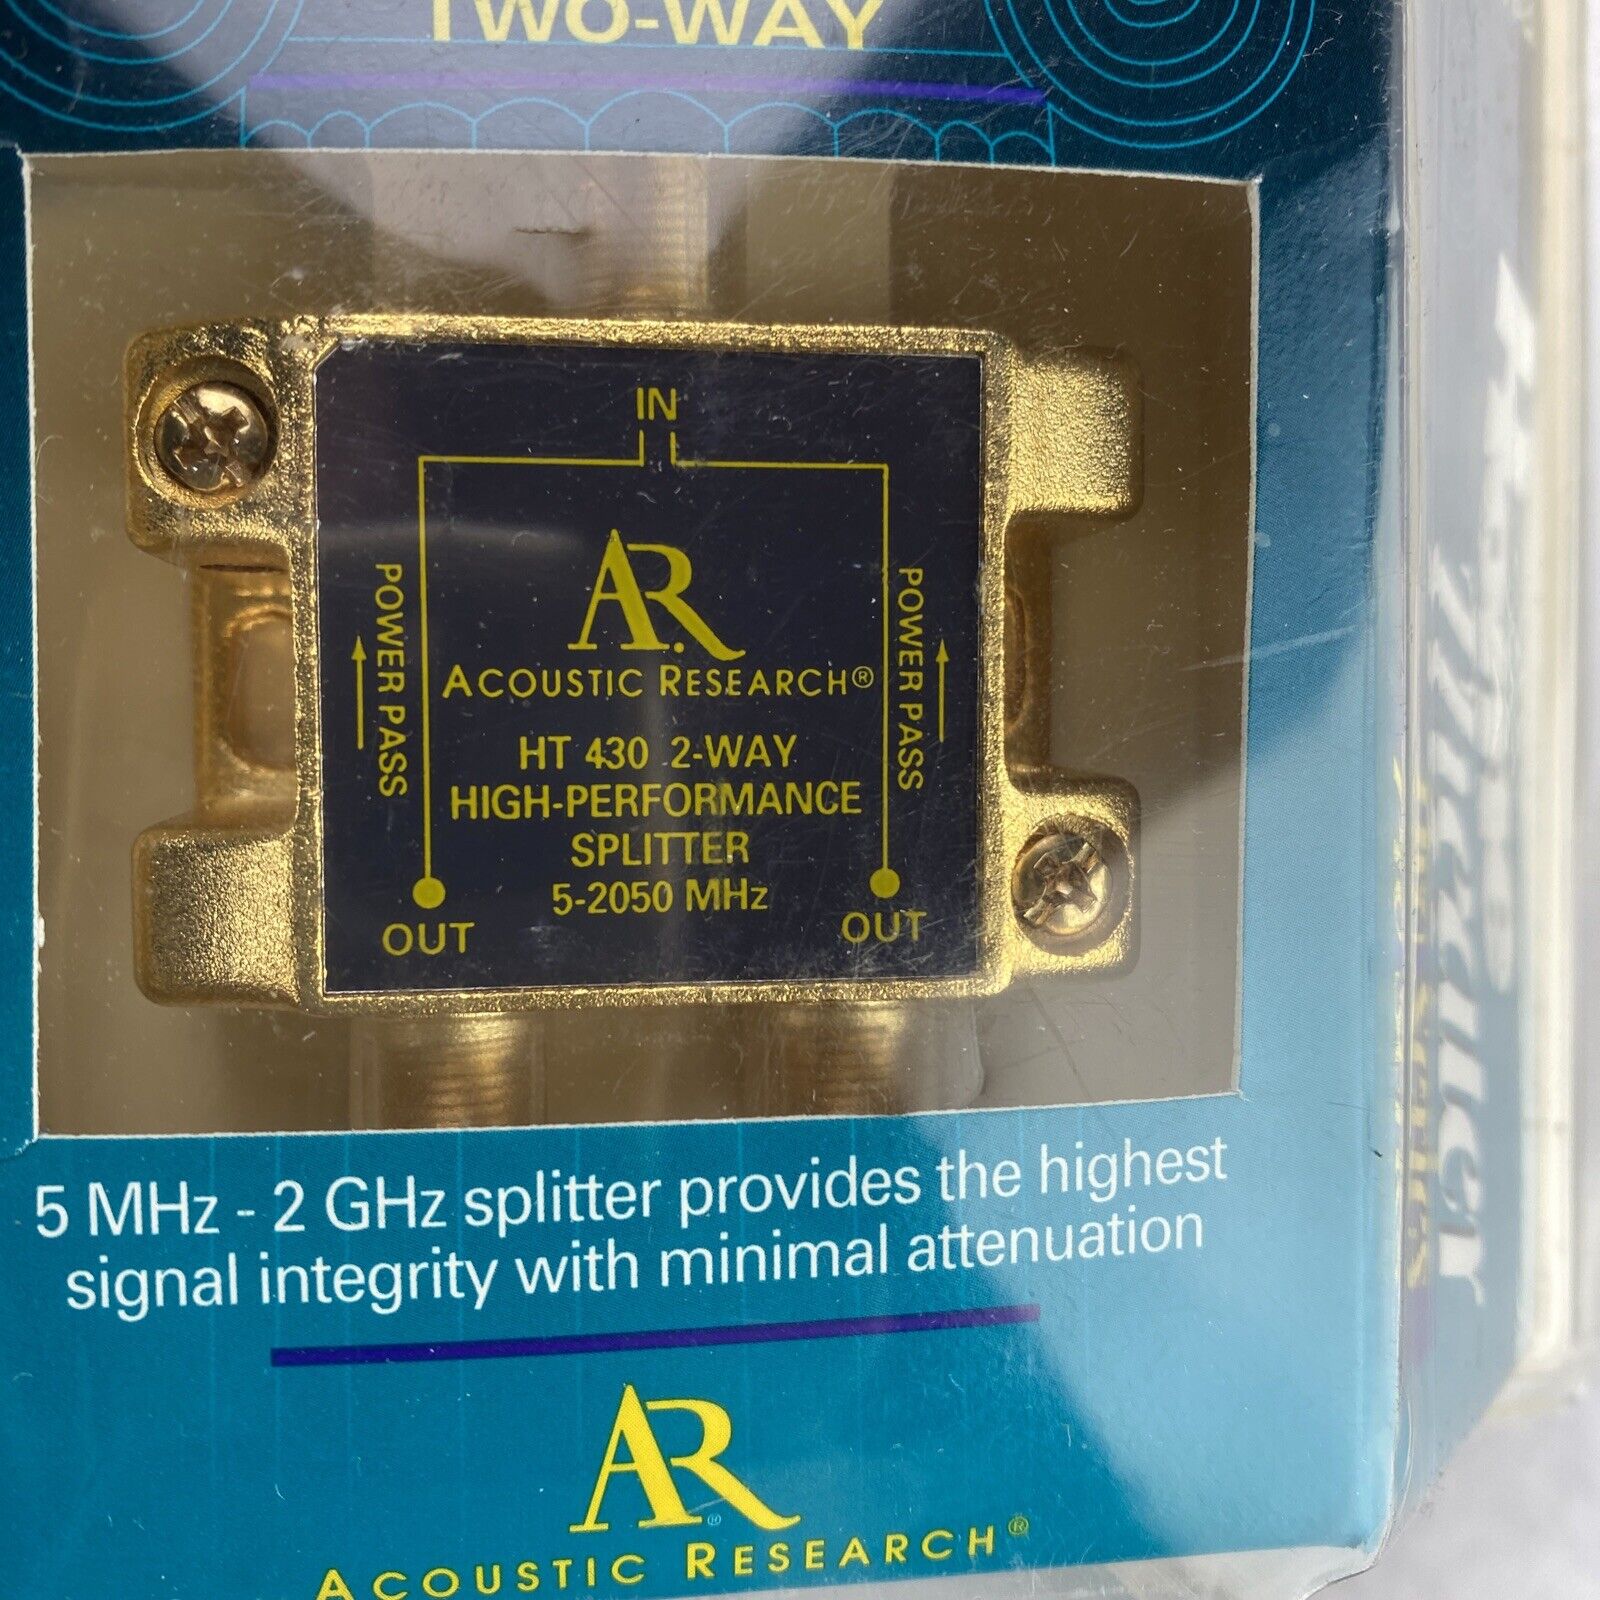 TWO-WAY
IN
POWER PASS
POWER PASS
AR
ACOUSTIC RESEARCH®
HT 430 2-WAY
HIGH-PERFORMANCE
SPLITTER
5-2050 MHz
OUT
OUT
5 MHz - 2 GHz splitter provides the highest
signal integrity with minimal attenuation
AR®
ACOUSTIC RESEARCH®